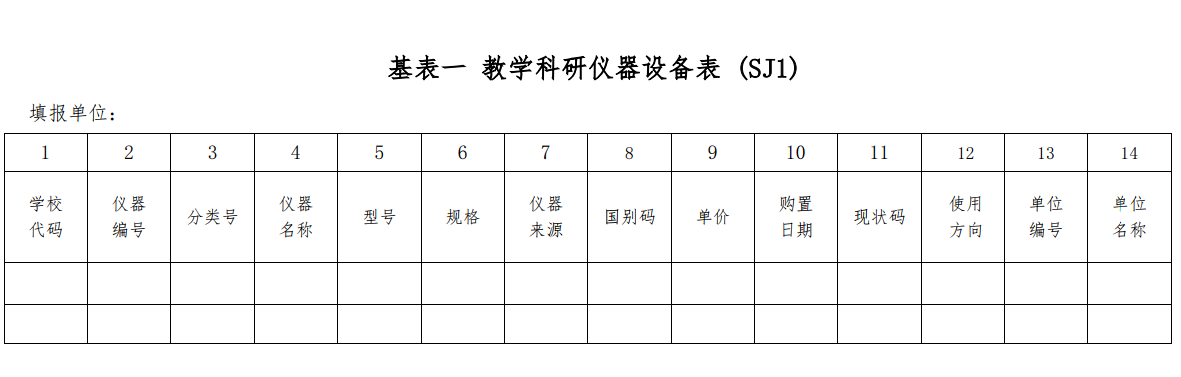 基表一 教学科研仪器设备表 (SJ1)
填报单位：
1 2 3 4 5 6 7 8 9 10 11 12 13 14
学校代码 仪器编号 分类号 仪器名称 型号 规格 仪器来源 国别码 单价 购置日期 现状码 使用方向 单位编号 单位名称